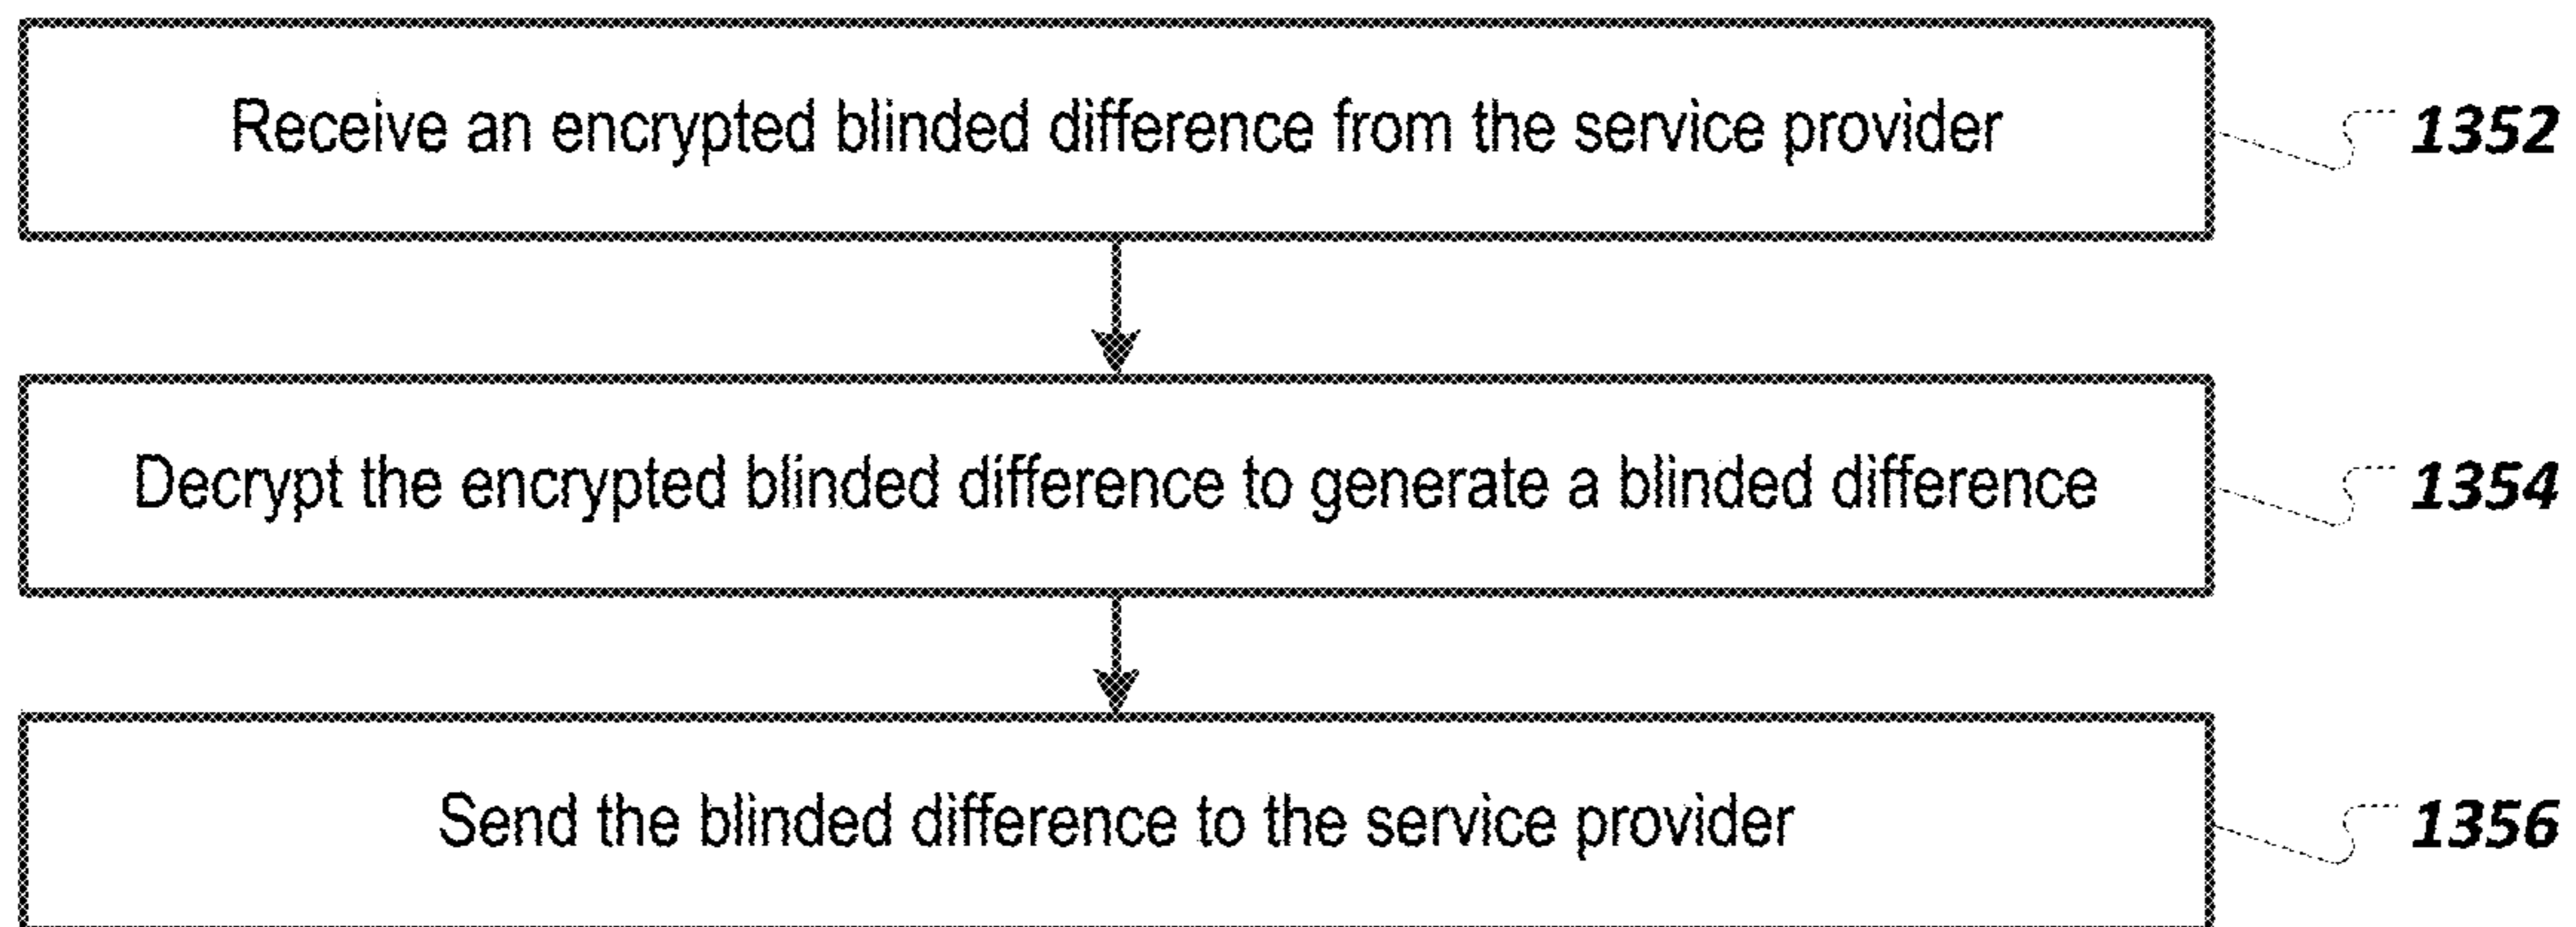 Receive an encrypted blinded difference from the service provider
1352
Decrypt the encrypted blinded difference to generate a blinded difference
1354
Send the blinded difference to the service provider
1356